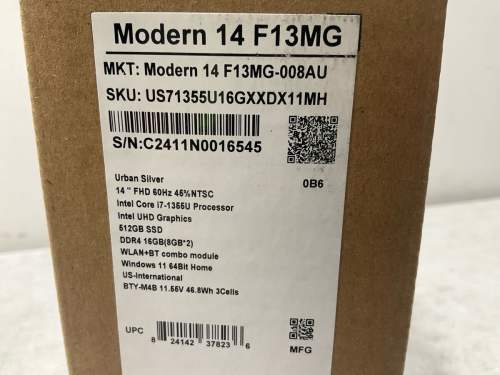 Modern 14 F13MG
MKT: Modern 14 F13MG-008AU
SKU: US71355U16GXXDX11MH
S/N:C2411N0016545
Urban Silver
0B6
14 " FHD 60Hz 45%NTSC
Intel Core i7-1355U Processor
Intel UHD Graphics
512GB SSD
DDR4 16GB(8GB*2)
WLAN+BT combo module
Windows 11 64Bit Home
US-International
BTY-M4B 11.55V 46.8Wh 3Cells
UPC
8 24142 37823 6
MFG